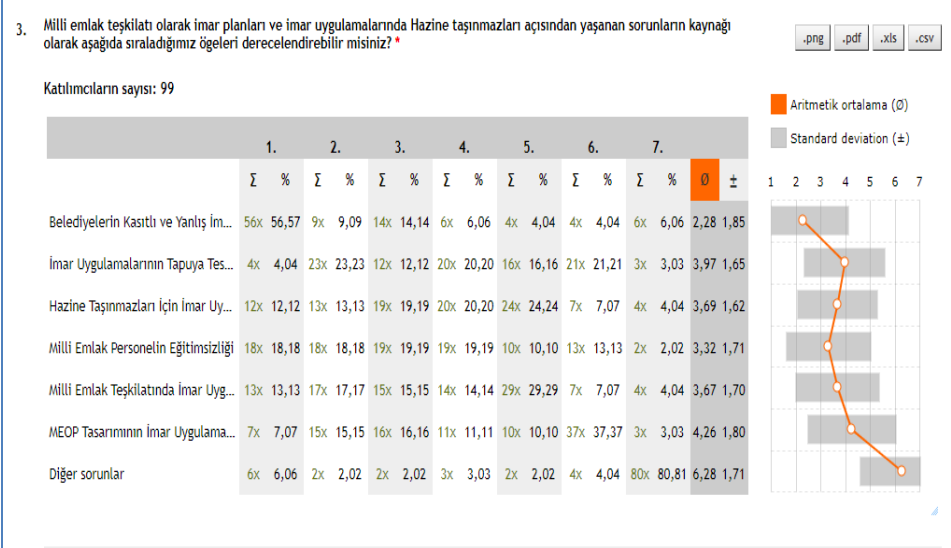 3. Milli emlak teşkilatı olarak imar planları ve imar uygulamalarında Hazine taşınmazları açısından yaşanan sorunların kaynağı
olarak aşağıda sıraladığımız ögeleri derecelendirebilir misiniz? *
.png .pdf .xls .csv
Katılımcıların sayısı: 99
Aritmetik ortalama (Ø)
Standard deviation (±)
1. 2. 3. 4. 5. 6. 7.
Σ % Σ % Σ % Σ % Σ % Σ % Σ % Ø ±
1 2 3 4 5 6 7
Belediyelerin Kasıtlı ve Yanlış İm... 56x 56,57 9x 9,09 14x 14,14 6x 6,06 4x 4,04 4x 4,04 6x 6,06 2,28 1,85
İmar Uygulamalarının Tapuya Tes... 4x 4,04 23x 23,23 12x 12,12 20x 20,20 16x 16,16 21x 21,21 3x 3,03 3,97 1,65
Hazine Taşınmazları İçin İmar Uy... 12x 12,12 13x 13,13 19x 19,19 20x 20,20 24x 24,24 7x 7,07 4x 4,04 3,69 1,62
Milli Emlak Personelin Eğitimsizliği 18x 18,18 18x 18,18 19x 19,19 19x 19,19 10x 10,10 13x 13,13 2x 2,02 3,32 1,71
Milli Emlak Teşkilatında İmar Uyg... 13x 13,13 17x 17,17 15x 15,15 14x 14,14 29x 29,29 7x 7,07 4x 4,04 3,67 1,70
MEOP Tasarımının İmar Uygulama... 7x 7,07 15x 15,15 16x 16,16 11x 11,11 10x 10,10 37x 37,37 3x 3,03 4,26 1,80
Diğer sorunlar 6x 6,06 2x 2,02 2x 2,02 3x 3,03 2x 2,02 4x 4,04 80x 80,81 6,28 1,71